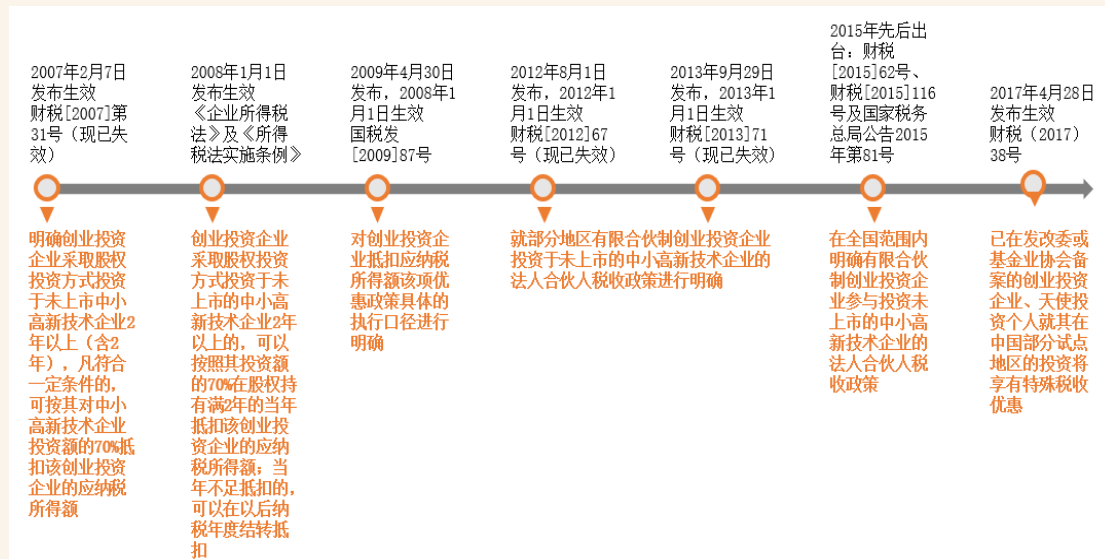 2007年2月7日
发布生效
财税[2007]第
31号（现已失
效）
2008年1月1日
发布生效
《企业所得税
法》及《所得
税法实施条例》
2009年4月30日
发布，2008年1
月1日生效
国税发
[2009]87号
2012年8月1日
发布，2012年1
月1日生效
财税[2012]67
号（现已失效）
2013年9月29日
发布，2013年1
月1日生效
财税[2013]71
号（现已失效）
2015年先后出
台：财税
[2015]62号、
财税[2015]116
号及国家税务
总局公告2015
年第81号
2017年4月28日
发布生效
财税（2017）
38号
明确创业投资
企业采取股权
投资方式投资
于未上市中小
高新技术企业2
年以上（含2
年），凡符合
一定条件的，
可按其对中小
高新技术企业
投资额的70%抵
扣该创业投资
企业的应纳税
所得额
创业投资企业
采取股权投资
方式投资于未
上市的中小高
新技术企业2年
以上的，可以
按照其投资额
的70%在股权持
有满2年的当年
抵扣该创业投
资企业的应纳
税所得额；当
年不足抵扣的，
可以在以后纳
税年度结转抵
扣
对创业投资企
业抵扣应纳税
所得额该项优
惠政策具体的
执行口径进行
明确
就部分地区有限合伙制创业投资企业
投资于未上市的中小高新技术企业的
法人合伙人税收政策进行明确
在全国范围内
明确有限合伙
制创业投资企
业参与投资未
上市的中小高
新技术企业的
法人合伙人税
收政策
已在发改委或
基金业协会备
案的创业投资
企业、天使投
资个人就其在
中国部分试点
地区的投资将
享有特殊税收
优惠